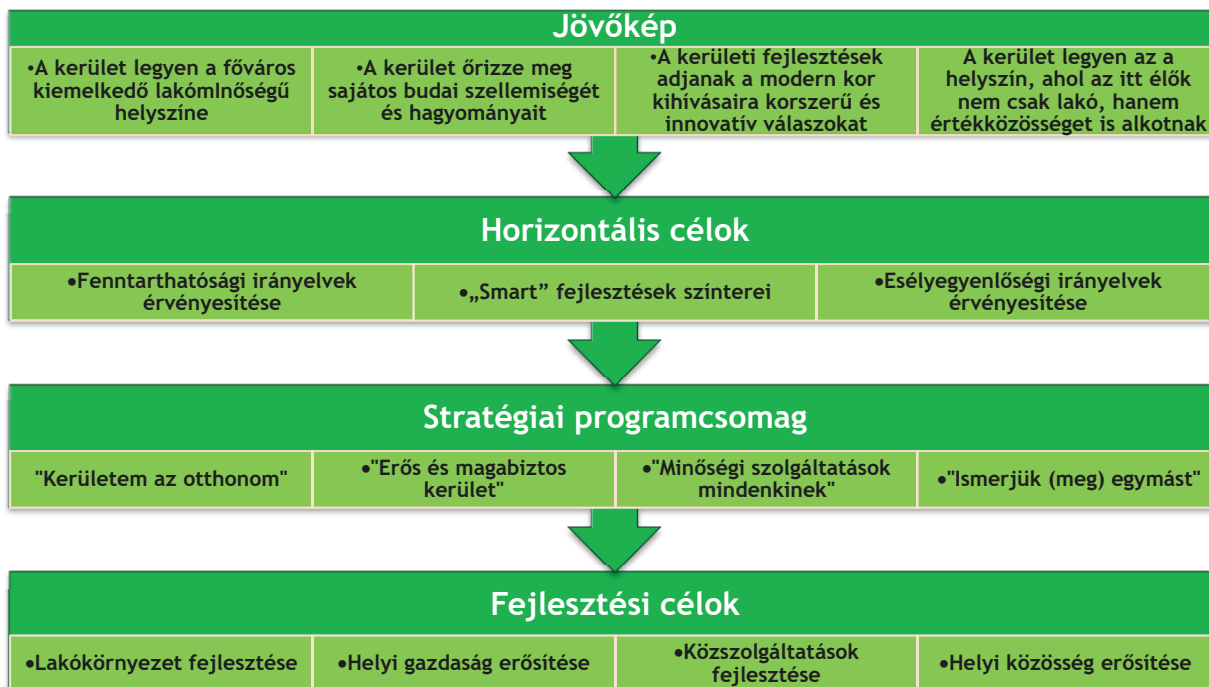 Jövőkép
•A kerület legyen a főváros
kiemelkedő lakómInőségű
helyszíne
•A kerület őrizze meg
sajátos budai szellemiségét
és hagyományait
•A kerületi fejlesztések
adjanak a modern kor
kihívásaira korszerű és
innovatív válaszokat
A kerület legyen az a
helyszín, ahol az itt élők
nem csak lakó, hanem
értékközösséget is alkotnak
Horizontális célok
•Fenntarthatósági irányelvek
érvényesítése
•„Smart” fejlesztések színterei
•Esélyegyenlőségi irányelvek
érvényesítése
Stratégiai programcsomag
"Kerületem az otthonom"
•"Erős és magabiztos
kerület"
•"Minőségi szolgáltatások
mindenkinek"
•"Ismerjük (meg) egymást"
Fejlesztési célok
•Lakókörnyezet fejlesztése
•Helyi gazdaság erősítése
•Közszolgáltatások
fejlesztése
•Helyi közösség erősítése